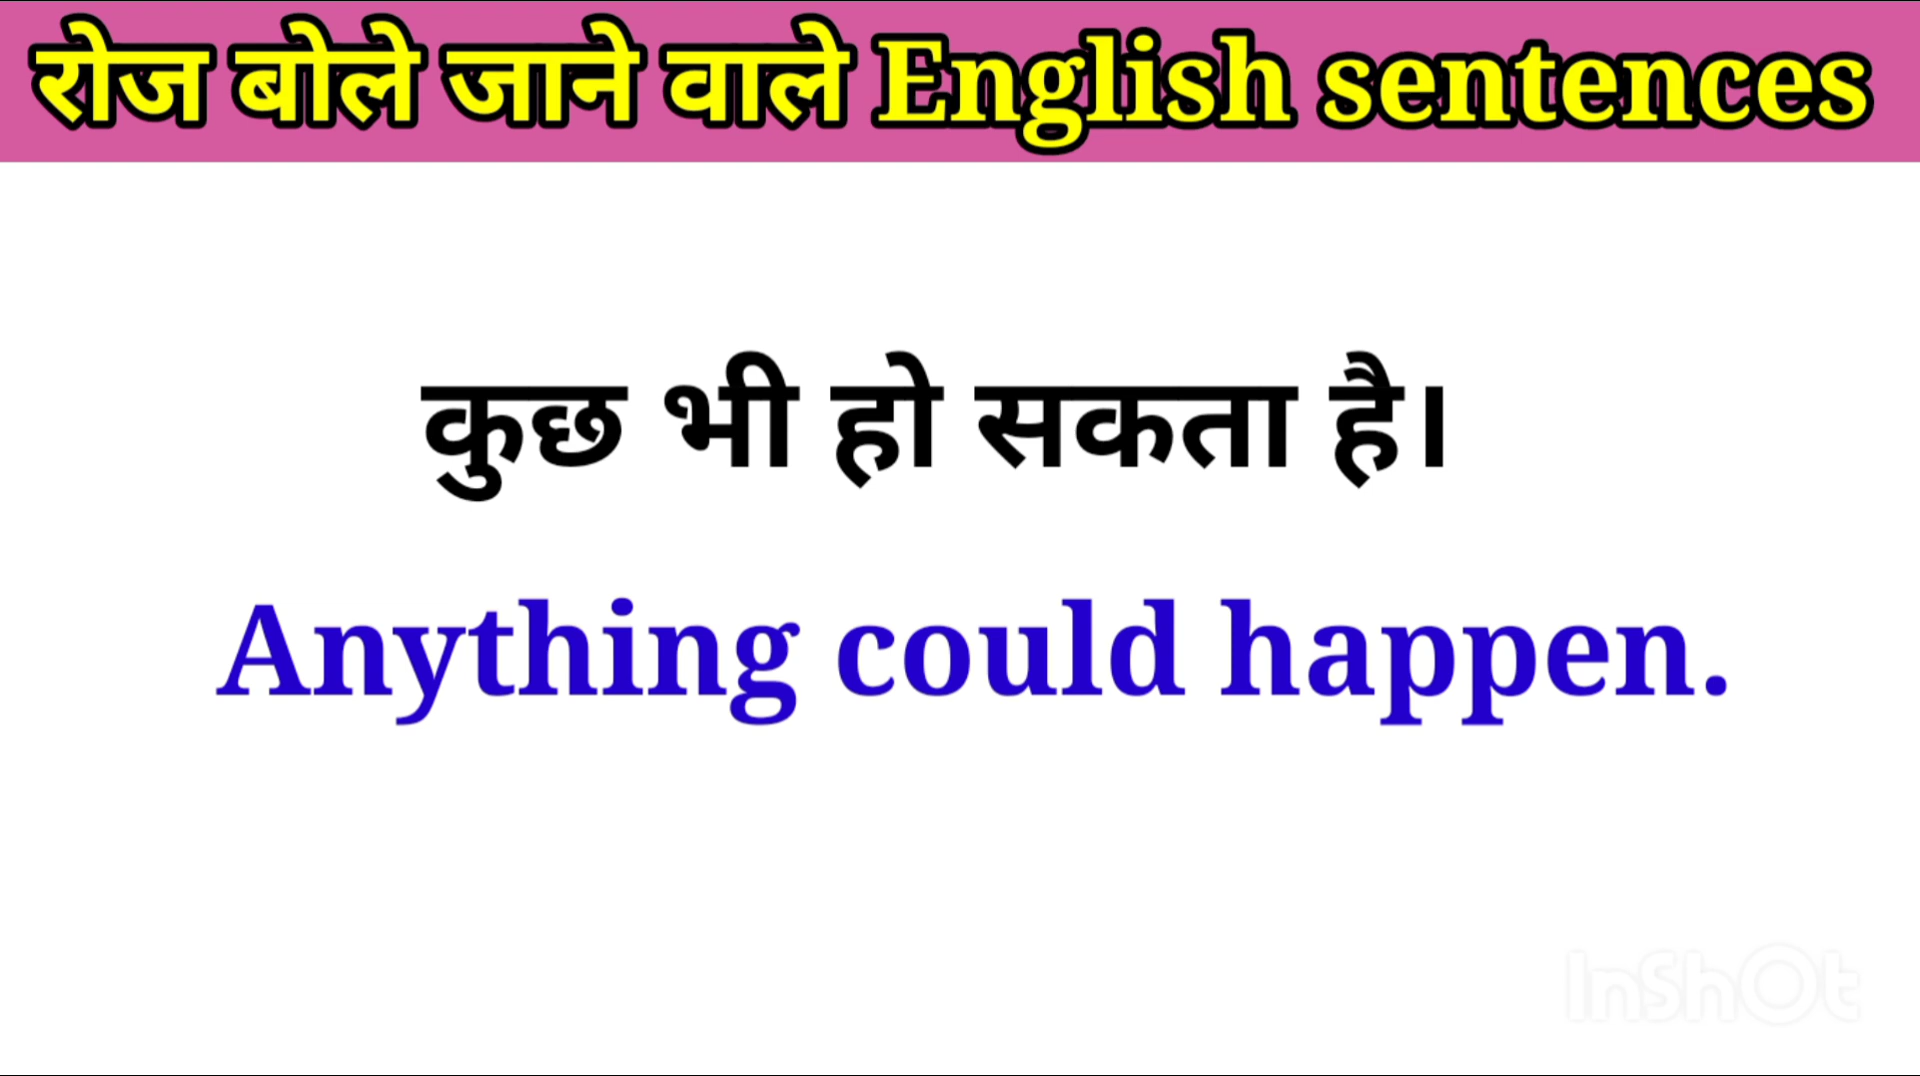 रोज बोले जाने वाले English sentences
कुछ भी हो सकता है।
Anything could happen.
InShOt